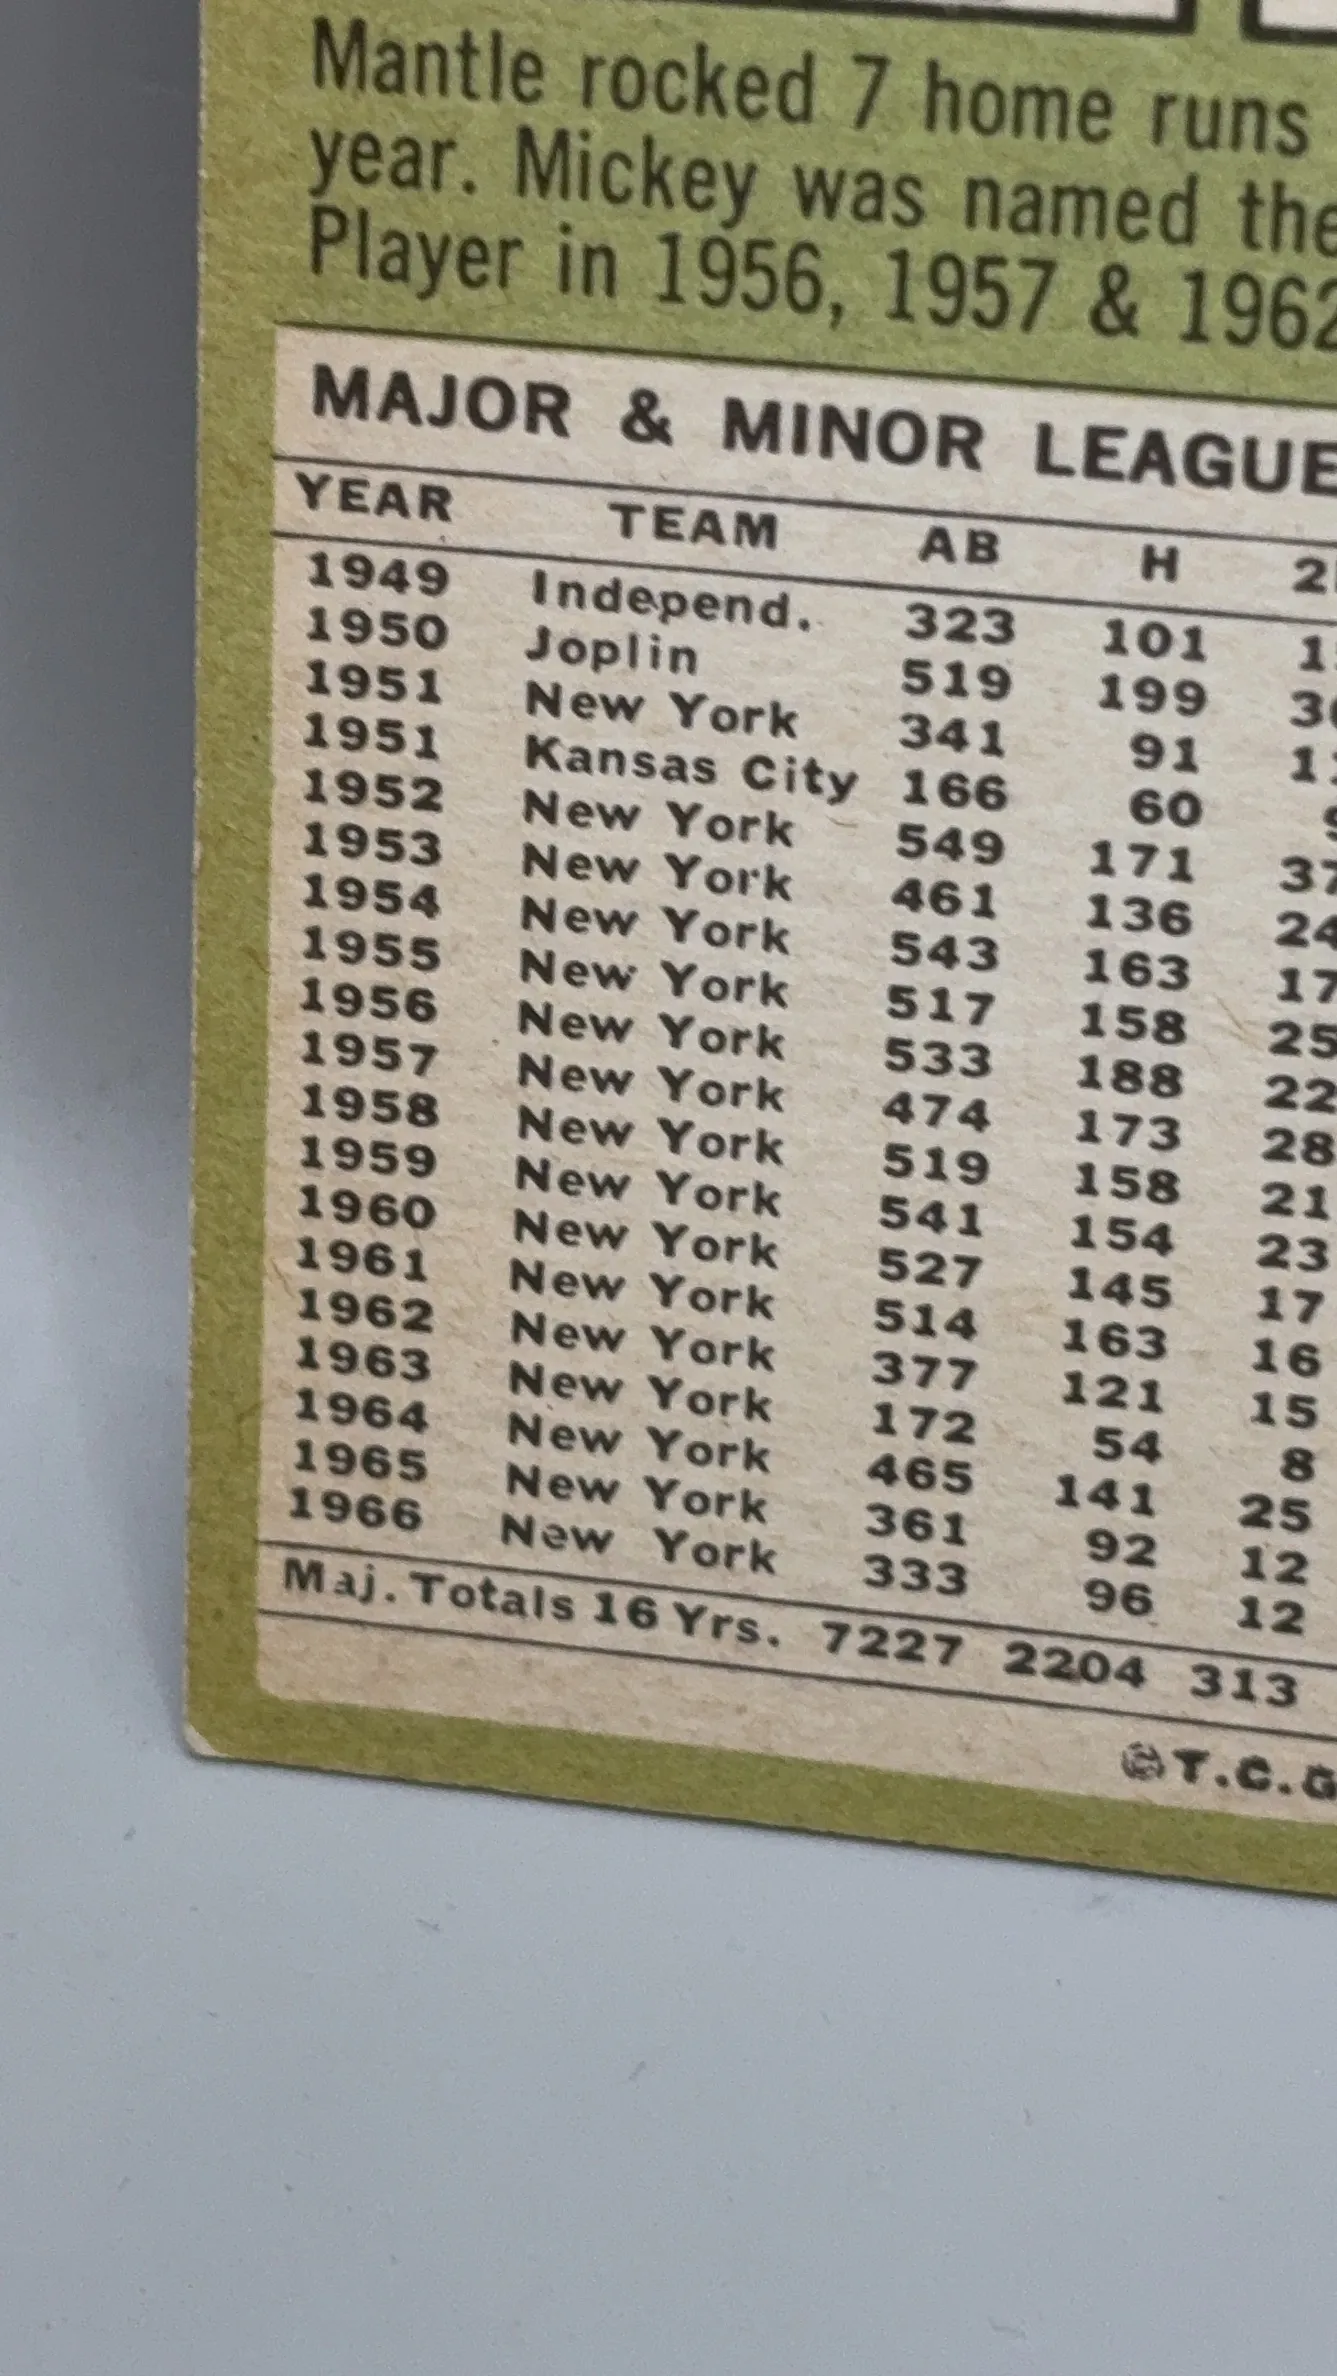 Mantle rocked 7 home runs
year. Mickey was named the
Player in 1956, 1957 & 1962
MAJOR & MINOR LEAGUE
YEAR TEAM AB H
1949 Independ. 323 101
1950 Joplin 519 199
1951 New York 341 91
1951 Kansas City 166 60
1952 New York 549 171 37
1953 New York 461 136 24
1954 New York 543 163 17
1955 New York 517 158 25
1956 New York 533 188 22
1957 New York 474 173 28
1958 New York 519 158 21
1959 New York 541 154 23
1960 New York 527 145 17
1961 New York 514 163 16
1962 New York 377 121 15
1963 New York 172 54 8
1964 New York 465 141 25
1965 New York 361 92 12
1966 New York 333 96 12
Maj. Totals 16 Yrs. 7227 2204 313
©T.C.G